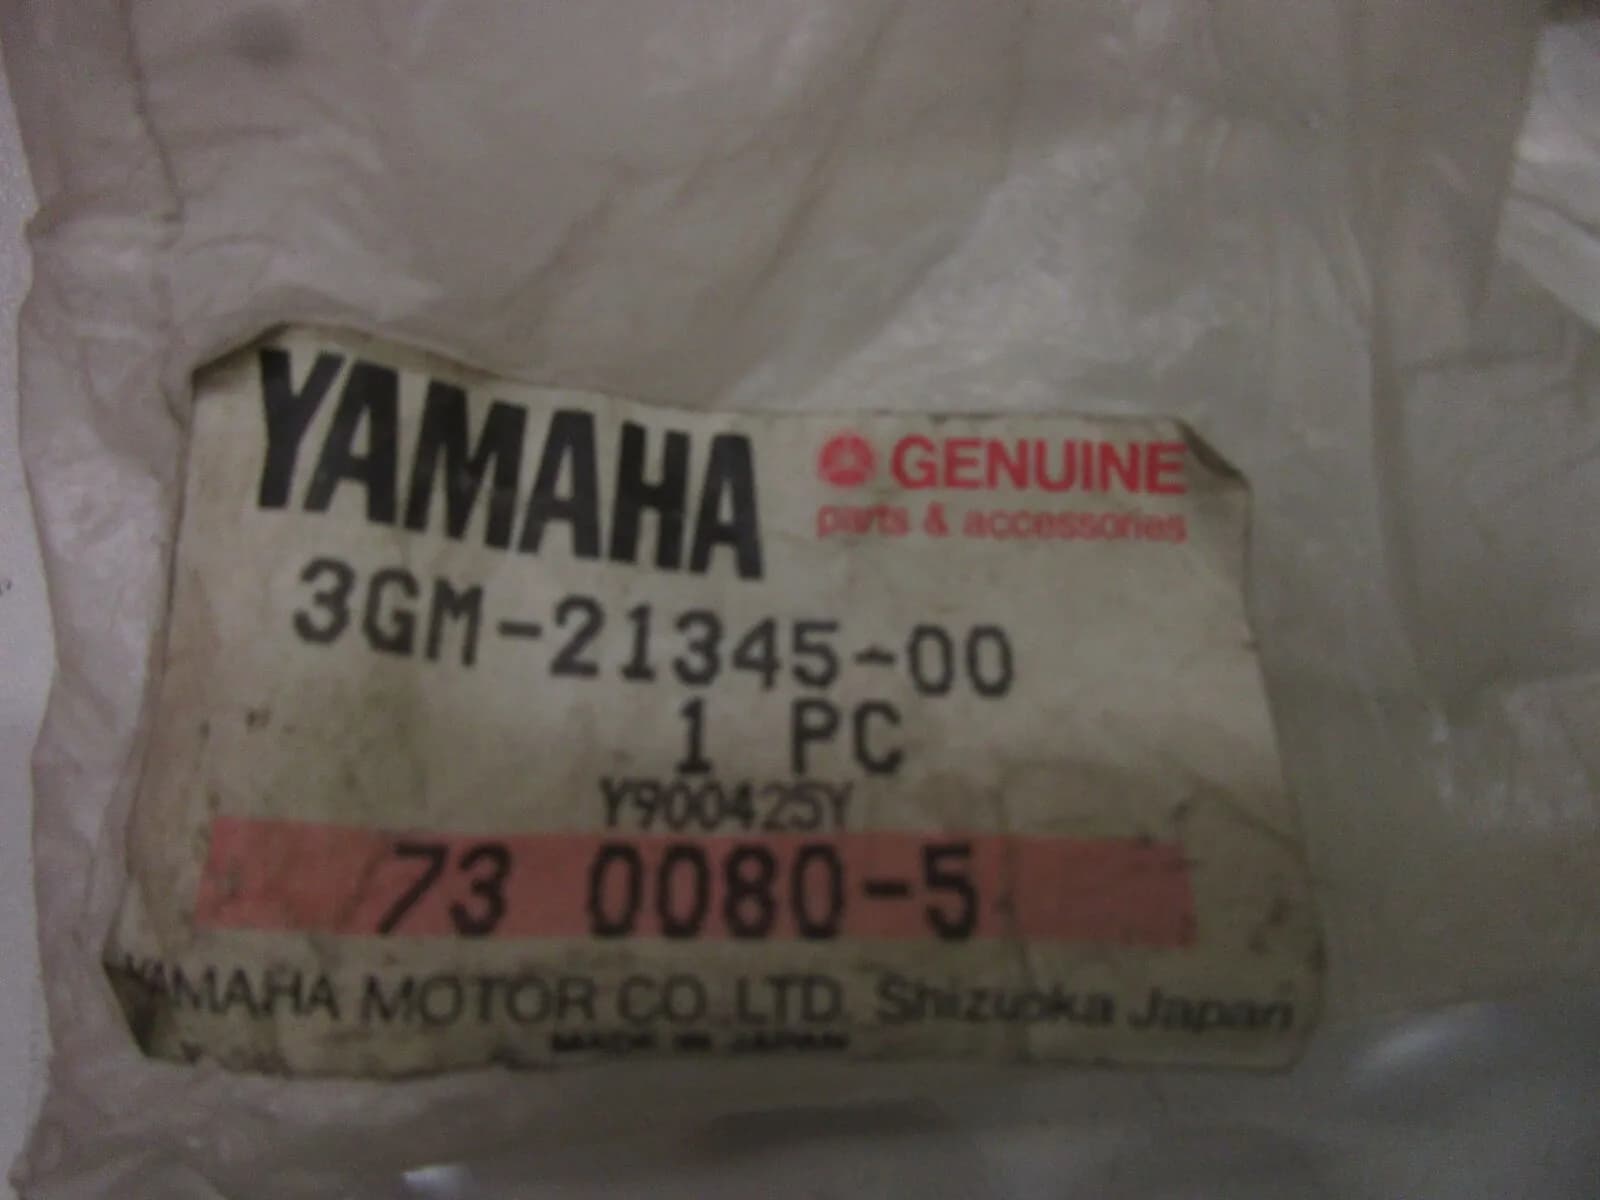 YAMAHA
GENUINE
parts & accessories
3GM-21345-00
1 PC
Y900425Y
73 0080-5
YAMAHA MOTOR CO. LTD. Shizuoka Japan
MADE IN JAPAN